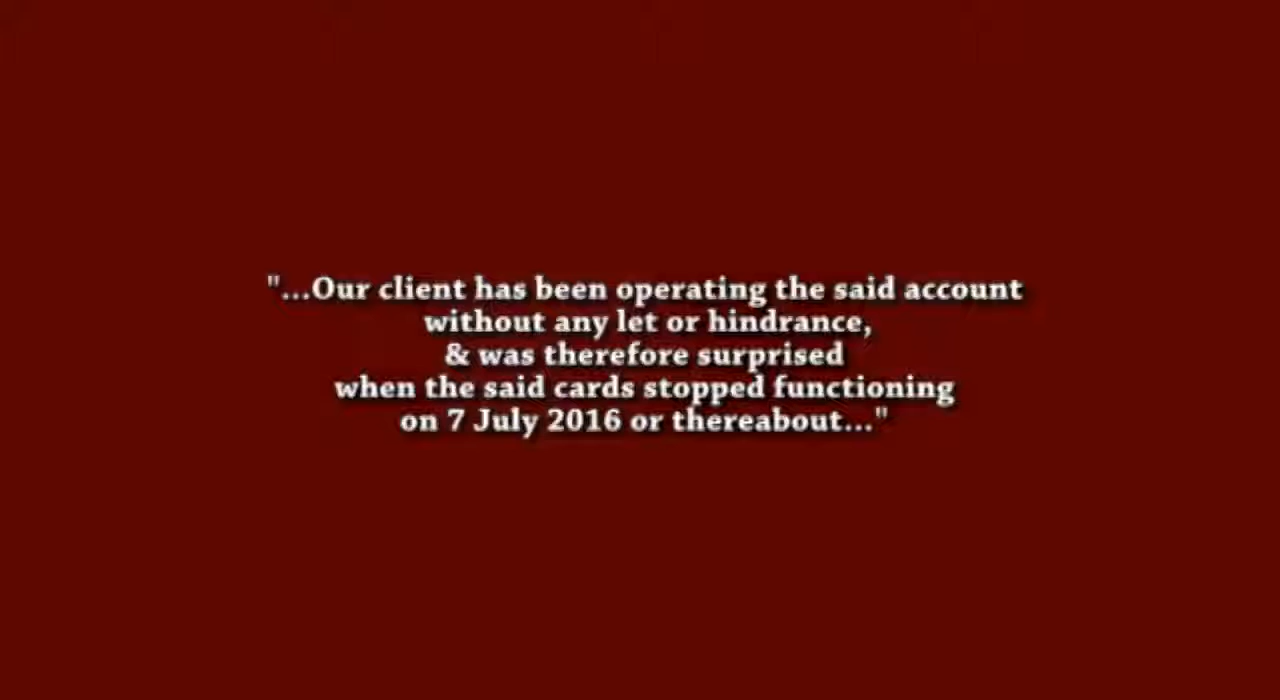 "...Our client has been operating the said account
without any let or hindrance,
& was therefore surprised
when the said cards stopped functioning
on 7 July 2016 or thereabout..."